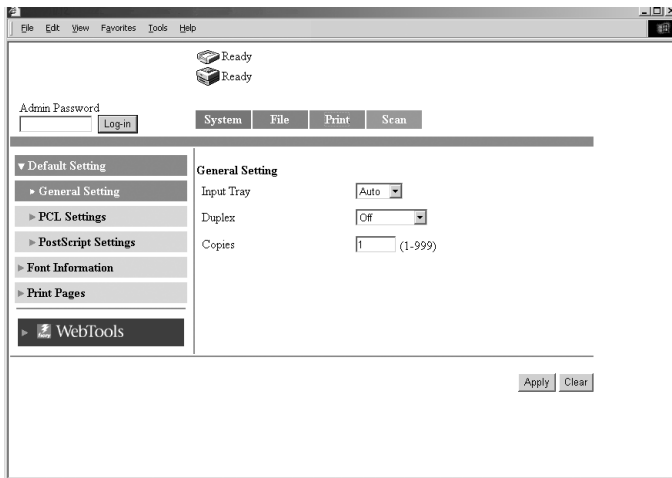 File Edit View Favorites Tools Help
Ready
Ready
Admin Password
Log-in
System File Print Scan
Default Setting
General Setting
PCL Settings
PostScript Settings
Font Information
Print Pages
WebTools
General Setting
Input Tray Auto
Duplex Off
Copies 1 (1-999)
Apply Clear